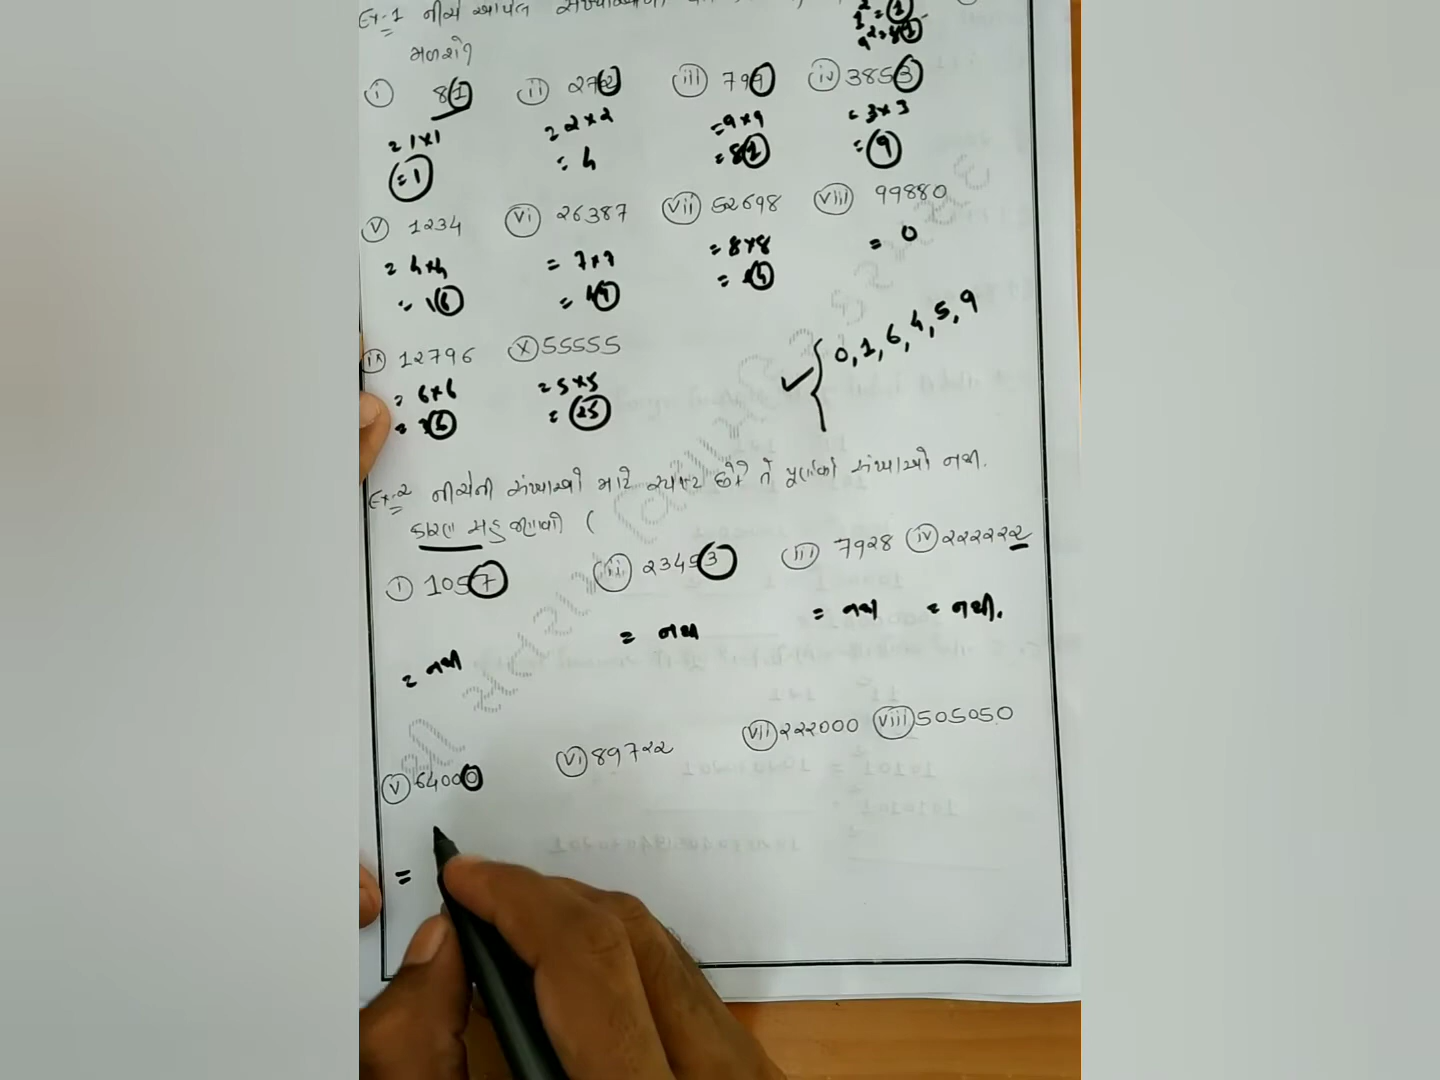 Ex-1 નીચે આપેલ
મળશે?
i 81 ii 272 iii 799 iv 3853
= 1×1 = 2×2 = 9×9 = 3×3
= 1 = 4 = 81 = 9
v 1234 vi 26387 vii 52698 viii 99880
= 4×4 = 7×7 = 8×8 = 0
= 16 = 49
ix 12796 x 55555
0, 1, 6, 4, 5, 9
= 6×6 = 5×5
= 36 = 25
Ex-2 નીચેની સંખ્યાઓ માટે સ્પષ્ટ છે કે તે પૂર્ણવર્ગ સંખ્યાઓ નથી.
કારણ સહ જણાવો (
i 1057 ii 23453 iii 7928 iv 222222
= નથી = નથી = નથી = નથી.
v 64000 vi 89722 vii 222000 viii 505050
=